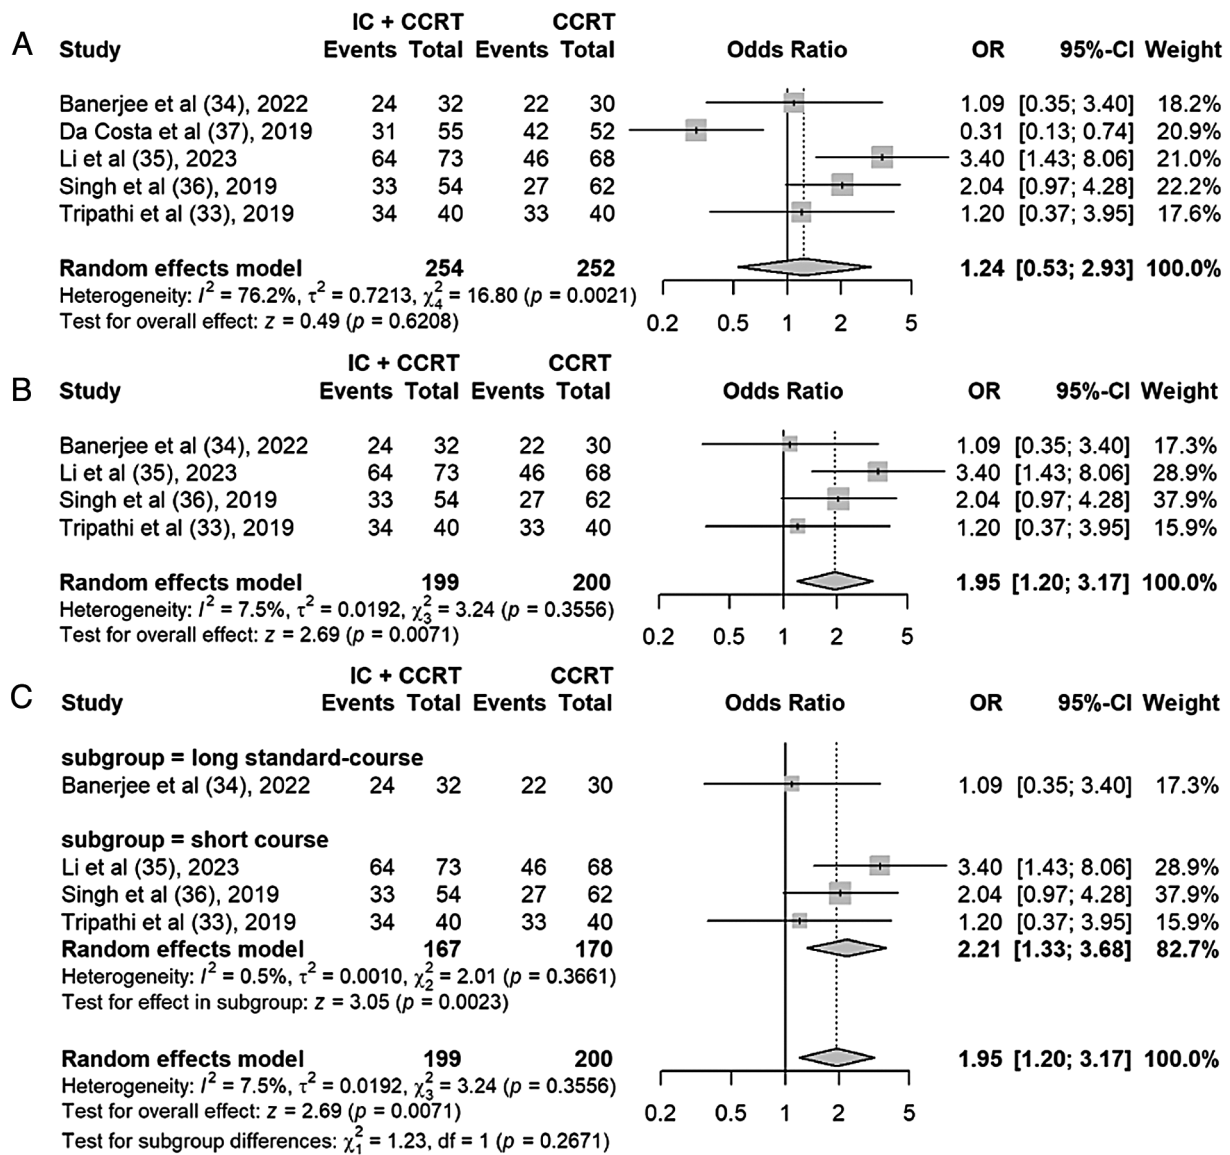 A
IC + CCRT CCRT
Study Events Total Events Total Odds Ratio OR 95%-CI Weight
Banerjee et al (34), 2022 24 32 22 30 1.09 [0.35; 3.40] 18.2%
Da Costa et al (37), 2019 31 55 42 52 0.31 [0.13; 0.74] 20.9%
Li et al (35), 2023 64 73 46 68 3.40 [1.43; 8.06] 21.0%
Singh et al (36), 2019 33 54 27 62 2.04 [0.97; 4.28] 22.2%
Tripathi et al (33), 2019 34 40 33 40 1.20 [0.37; 3.95] 17.6%
Random effects model 254 252 1.24 [0.53; 2.93] 100.0%
Heterogeneity: I² = 76.2%, τ² = 0.7213, χ²₄ = 16.80 (p = 0.0021)
Test for overall effect: z = 0.49 (p = 0.6208)
0.2 0.5 1 2 5
B
IC + CCRT CCRT
Study Events Total Events Total Odds Ratio OR 95%-CI Weight
Banerjee et al (34), 2022 24 32 22 30 1.09 [0.35; 3.40] 17.3%
Li et al (35), 2023 64 73 46 68 3.40 [1.43; 8.06] 28.9%
Singh et al (36), 2019 33 54 27 62 2.04 [0.97; 4.28] 37.9%
Tripathi et al (33), 2019 34 40 33 40 1.20 [0.37; 3.95] 15.9%
Random effects model 199 200 1.95 [1.20; 3.17] 100.0%
Heterogeneity: I² = 7.5%, τ² = 0.0192, χ²₃ = 3.24 (p = 0.3556)
Test for overall effect: z = 2.69 (p = 0.0071)
0.2 0.5 1 2 5
C
IC + CCRT CCRT
Study Events Total Events Total Odds Ratio OR 95%-CI Weight
subgroup = long standard-course
Banerjee et al (34), 2022 24 32 22 30 1.09 [0.35; 3.40] 17.3%
subgroup = short course
Li et al (35), 2023 64 73 46 68 3.40 [1.43; 8.06] 28.9%
Singh et al (36), 2019 33 54 27 62 2.04 [0.97; 4.28] 37.9%
Tripathi et al (33), 2019 34 40 33 40 1.20 [0.37; 3.95] 15.9%
Random effects model 167 170 2.21 [1.33; 3.68] 82.7%
Heterogeneity: I² = 0.5%, τ² = 0.0010, χ²₂ = 2.01 (p = 0.3661)
Test for effect in subgroup: z = 3.05 (p = 0.0023)
Random effects model 199 200 1.95 [1.20; 3.17] 100.0%
Heterogeneity: I² = 7.5%, τ² = 0.0192, χ²₃ = 3.24 (p = 0.3556)
Test for overall effect: z = 2.69 (p = 0.0071)
0.2 0.5 1 2 5
Test for subgroup differences: χ²₁ = 1.23, df = 1 (p = 0.2671)